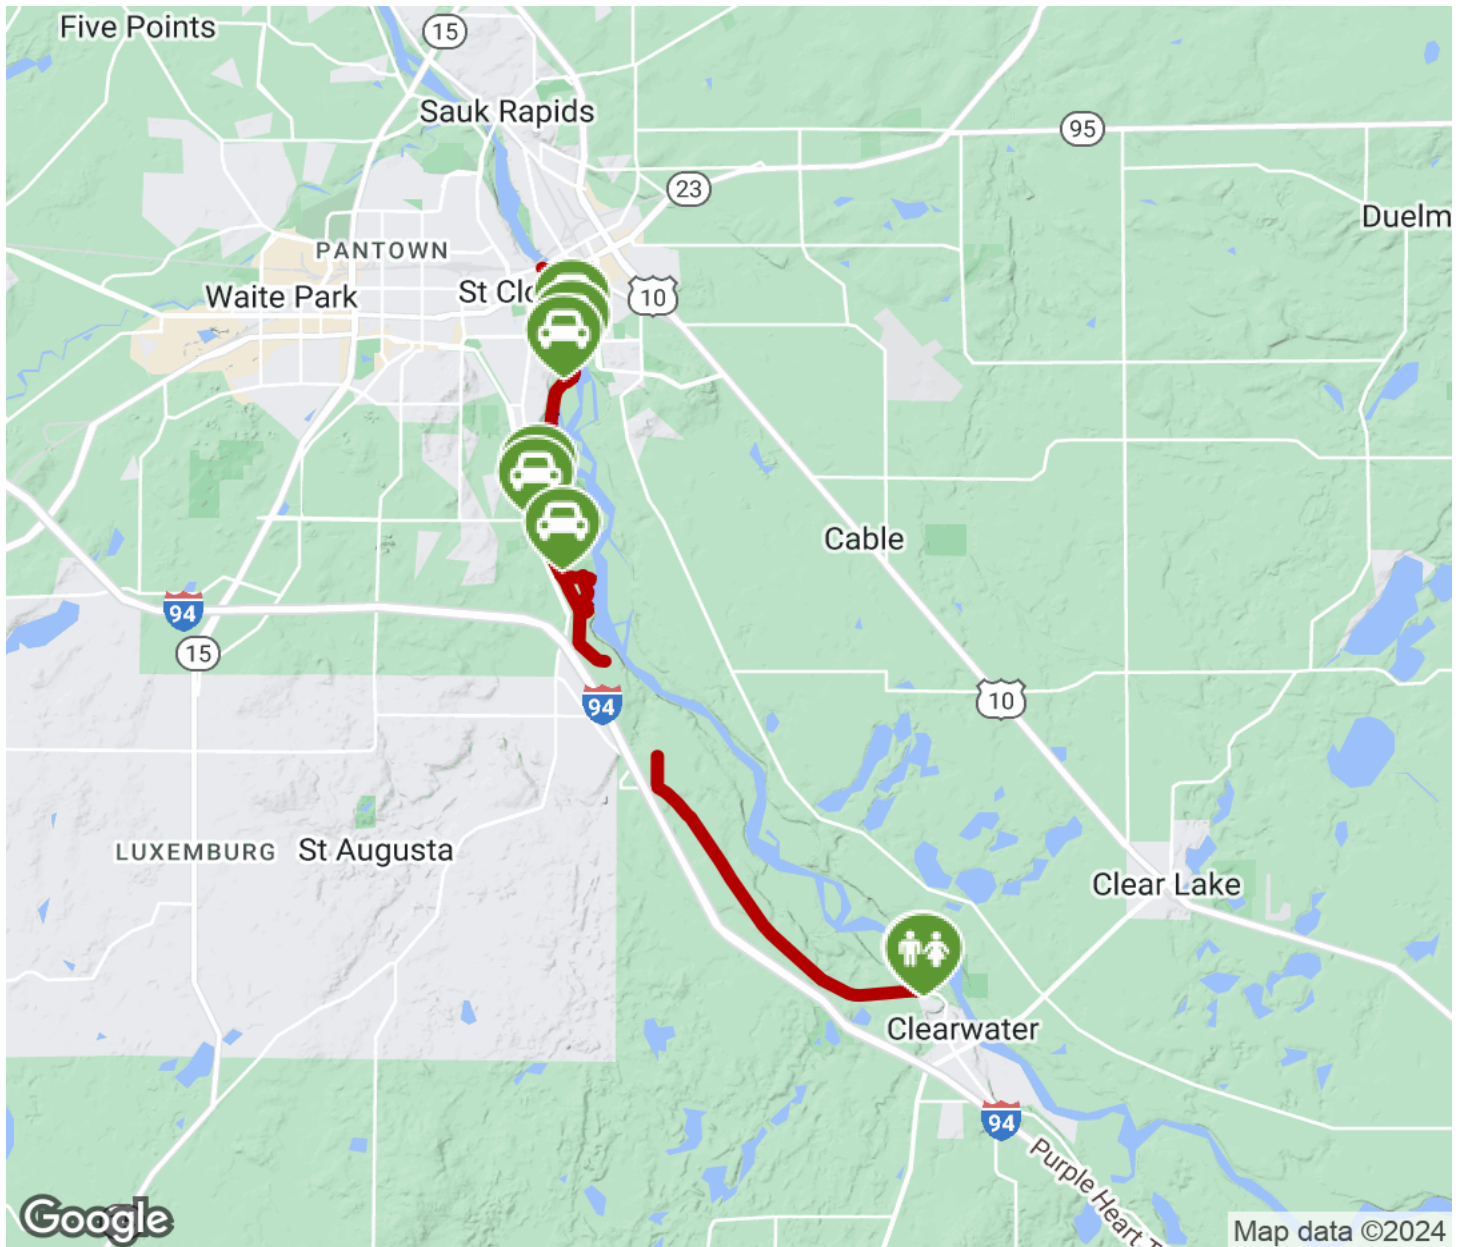 Five Points
15
Sauk Rapids
95
23
Duelm
PANTOWN
Waite Park
St Clo
10
Cable
94
15
94
10
LUXEMBURG
St Augusta
Clear Lake
Clearwater
94
Purple Heart T
Google
Map data ©2024